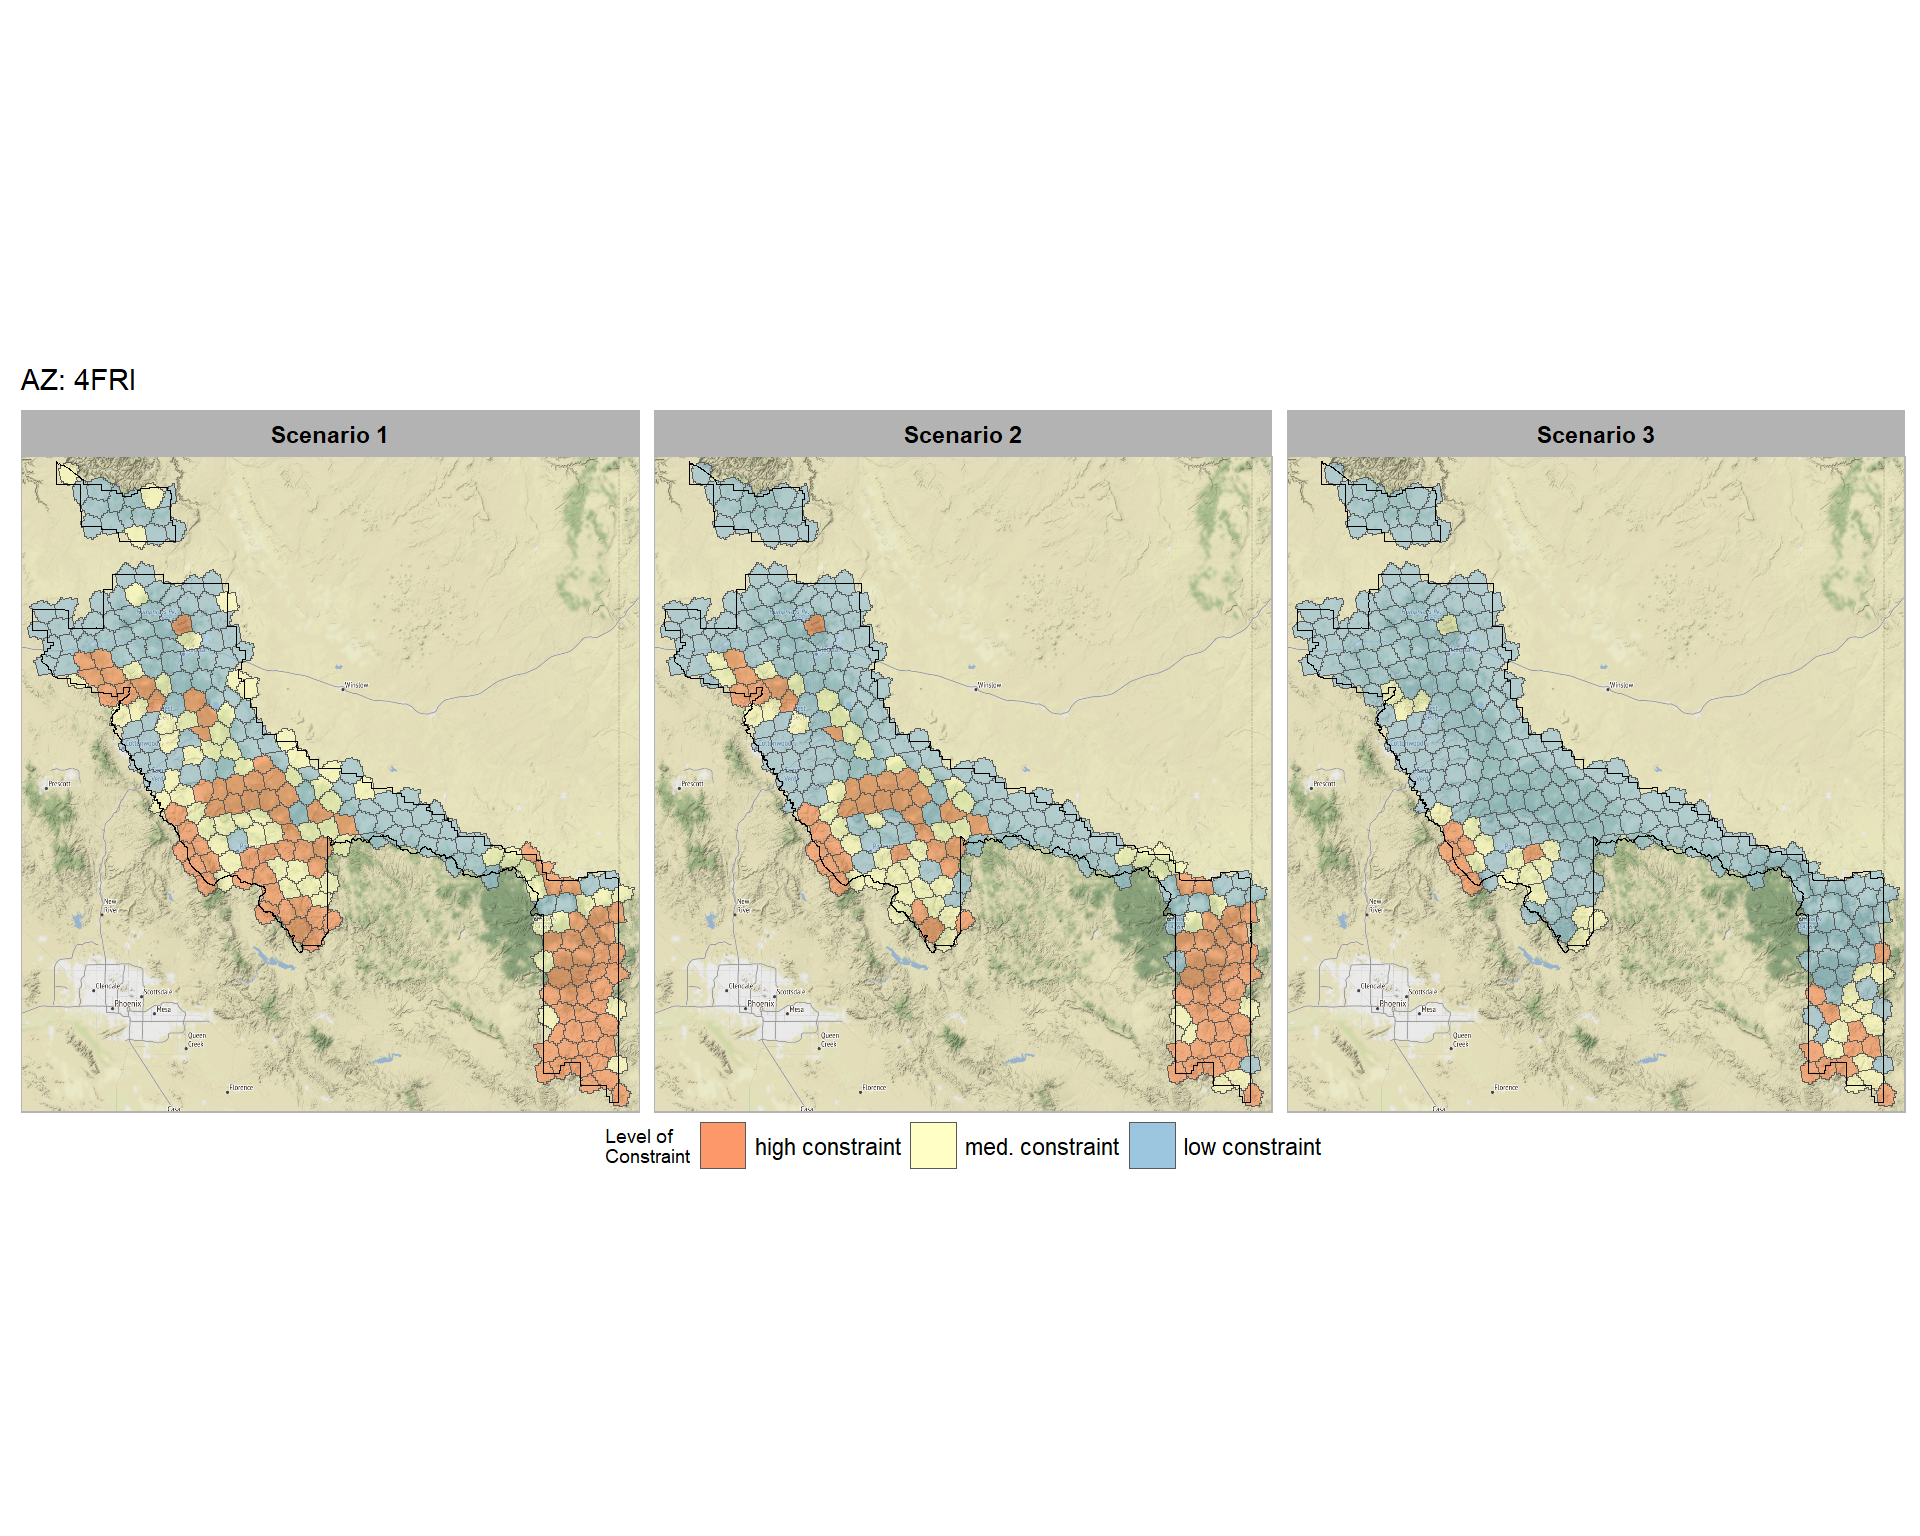 AZ: 4FRI
Scenario 1
Scenario 2
Scenario 3
Winslow
Winslow
Winslow
Prescott
Prescott
Prescott
New
River
New
River
New
River
Glendale
Scottsdale
Phoenix
Mesa
Queen
Creek
Florence
Casa
Glendale
Scottsdale
Phoenix
Mesa
Queen
Creek
Florence
Casa
Glendale
Scottsdale
Phoenix
Mesa
Queen
Creek
Florence
Casa
Level of
Constraint
high constraint
med. constraint
low constraint